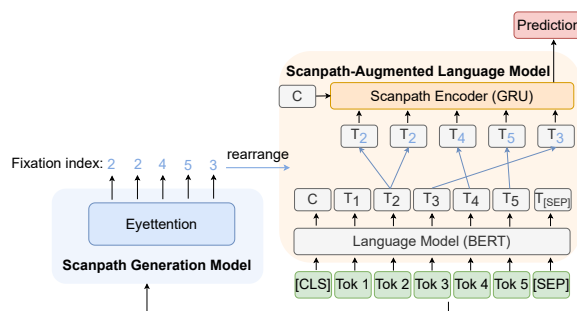 Prediction
Scanpath-Augmented Language Model
C
Scanpath Encoder (GRU)
T2 T2 T4 T5 T3
Fixation index: 2 2 4 5 3
rearrange
Eyettention
Scanpath Generation Model
C T1 T2 T3 T4 T5 T[SEP]
Language Model (BERT)
[CLS] Tok 1 Tok 2 Tok 3 Tok 4 Tok 5 [SEP]